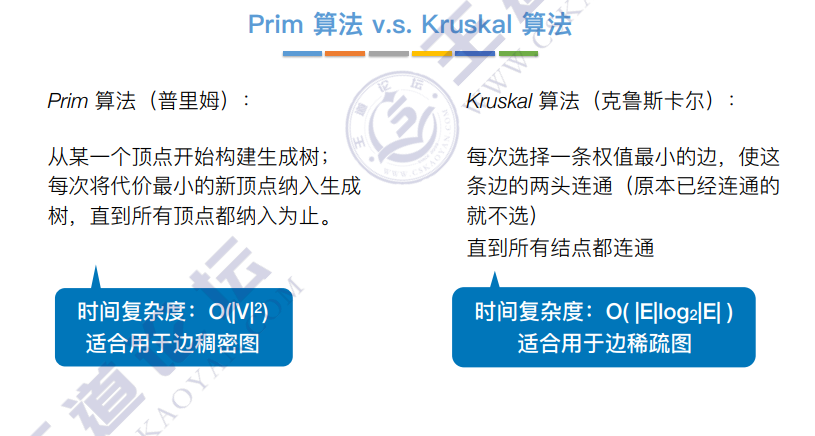 Prim 算法 v.s. Kruskal 算法
Prim 算法（普里姆）：
从某一个顶点开始构建生成树；
每次将代价最小的新顶点纳入生成
树，直到所有顶点都纳入为止。
时间复杂度：O(|V|²)
适合用于边稠密图
Kruskal 算法（克鲁斯卡尔）：
每次选择一条权值最小的边，使这
条边的两头连通（原本已经连通的
就不选）
直到所有结点都连通
时间复杂度：O( |E|log₂|E| )
适合用于边稀疏图
王道论坛